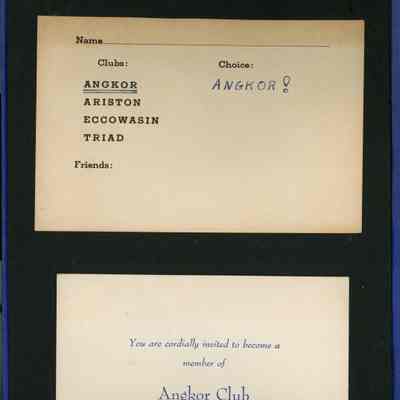 Name
Clubs: Choice:
ANGKOR ANGKOR!
ARISTON
ECCOWASIN
TRIAD
Friends:
You are cordially invited to become a
member of
Angkor Club